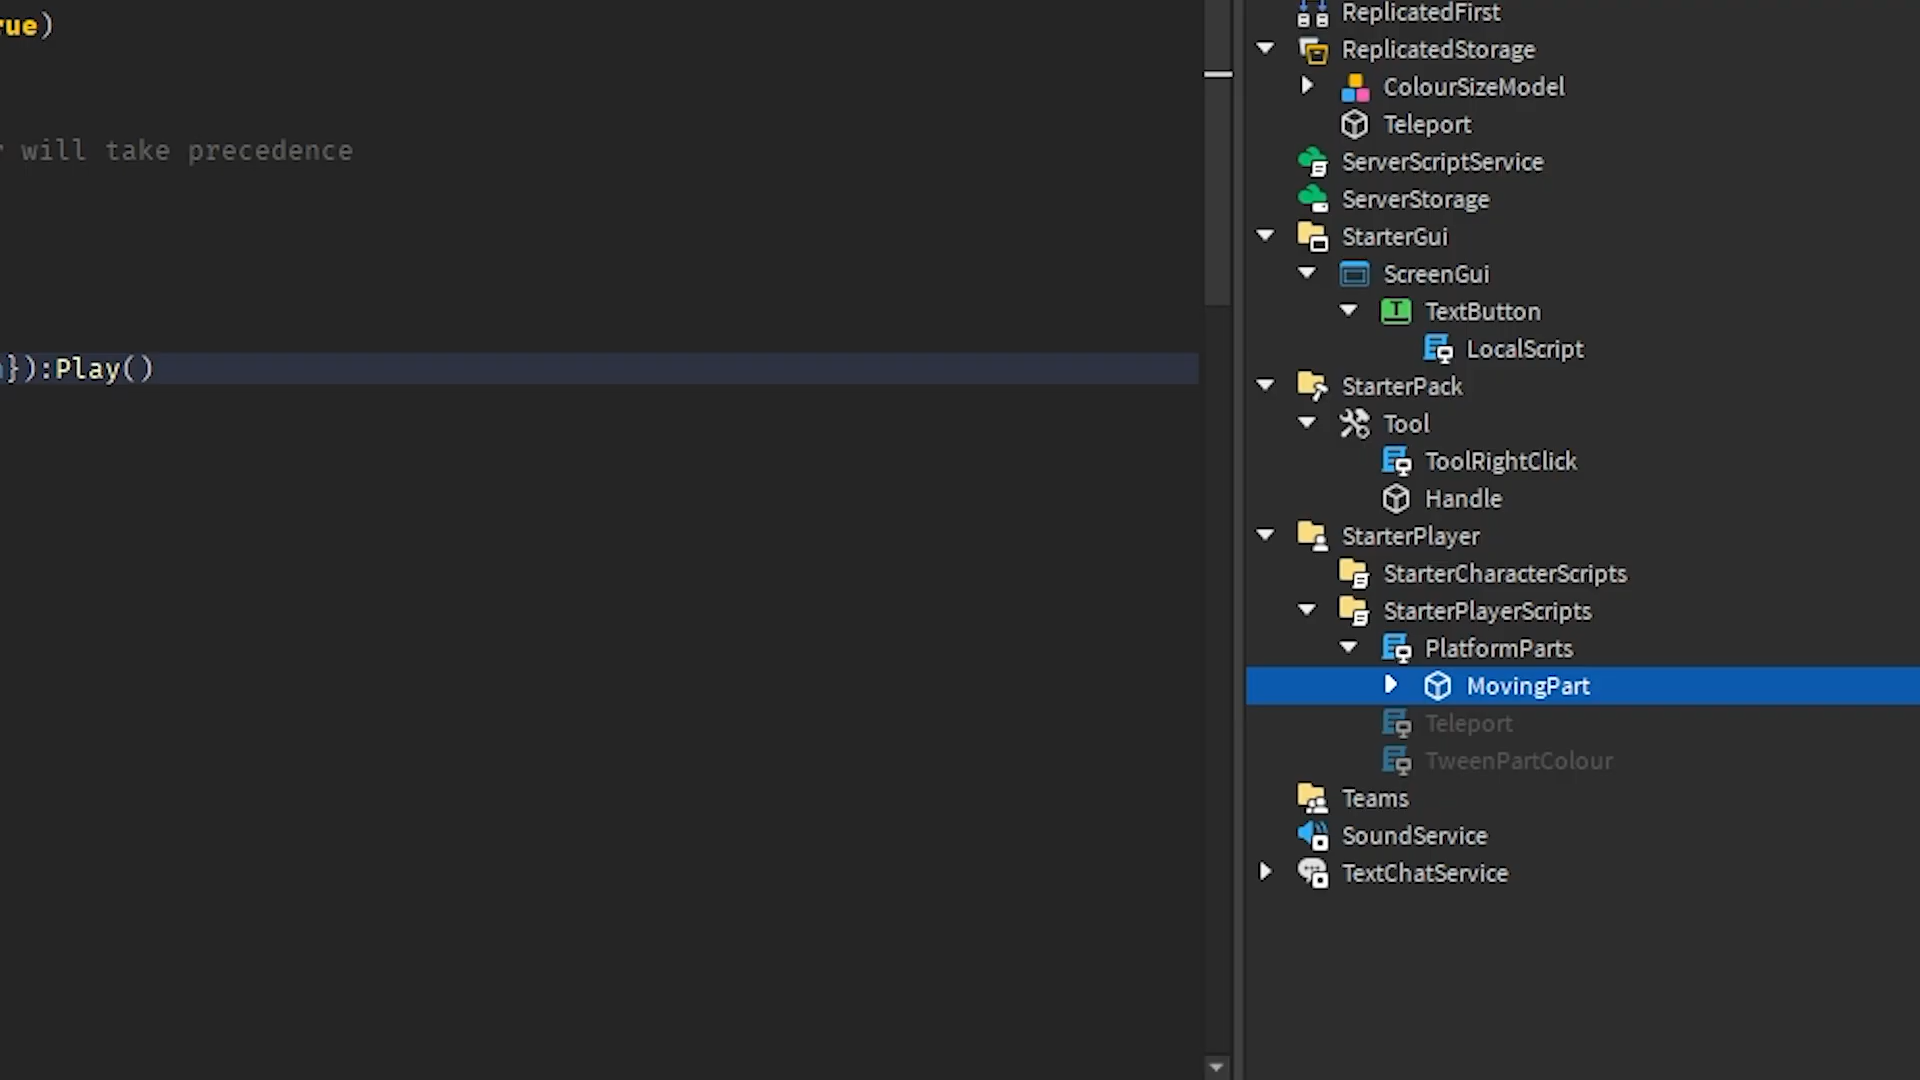 rue)
will take precedence
}):Play()
ReplicatedFirst
ReplicatedStorage
ColourSizeModel
Teleport
ServerScriptService
ServerStorage
StarterGui
ScreenGui
TextButton
LocalScript
StarterPack
Tool
ToolRightClick
Handle
StarterPlayer
StarterCharacterScripts
StarterPlayerScripts
PlatformParts
MovingPart
Teleport
TweenPartColour
Teams
SoundService
TextChatService